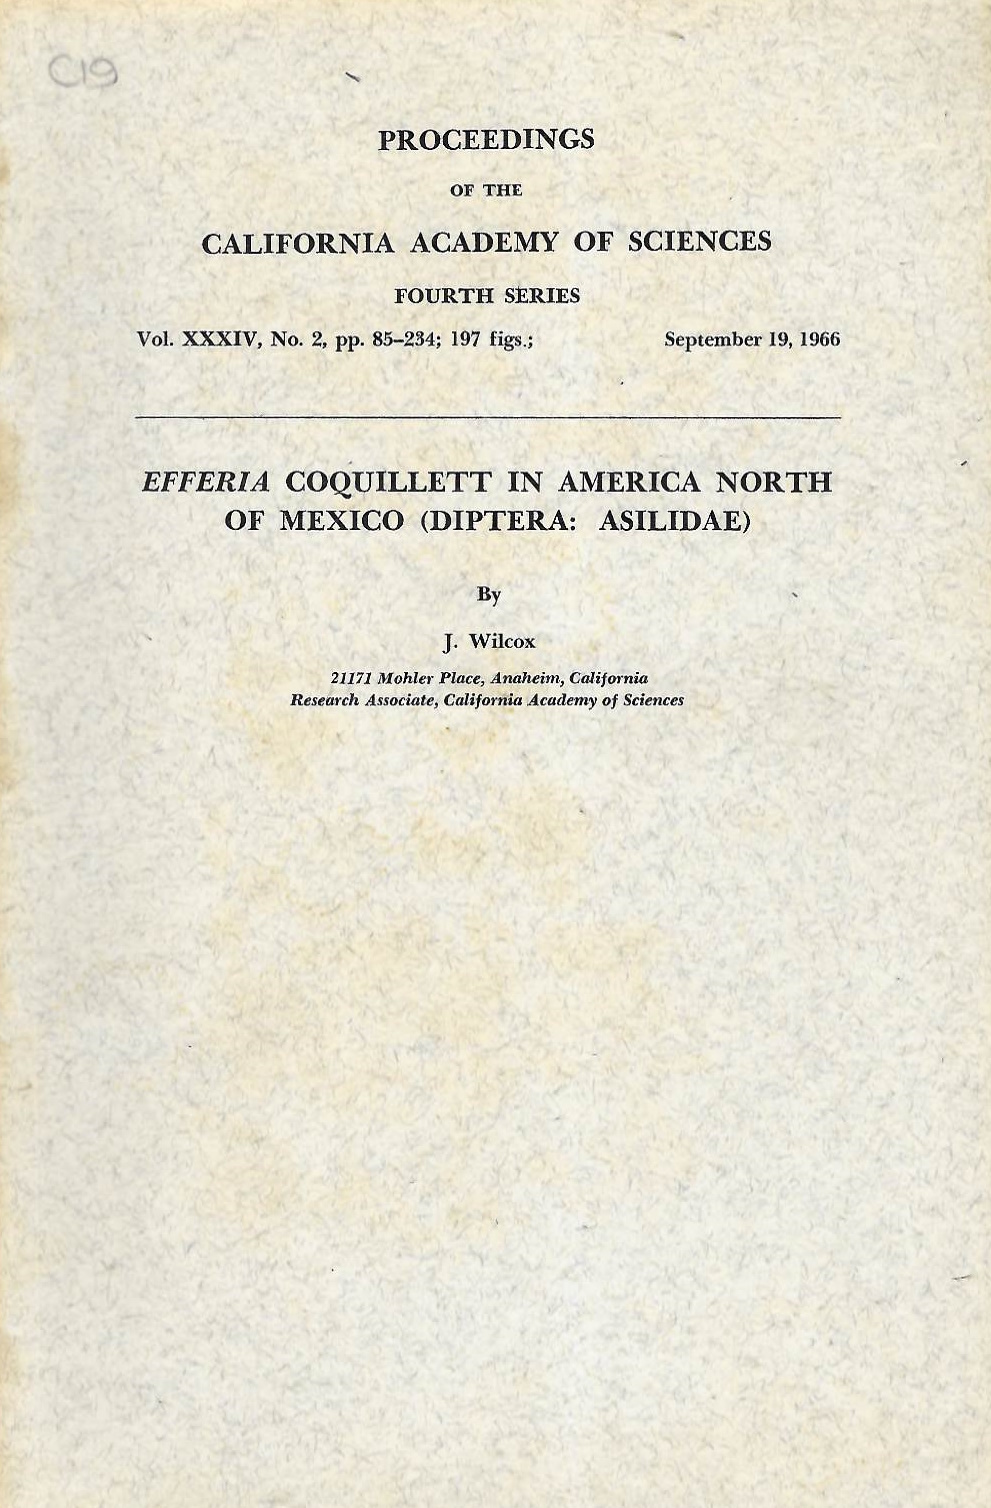 C19
PROCEEDINGS
OF THE
CALIFORNIA ACADEMY OF SCIENCES
FOURTH SERIES
Vol. XXXIV, No. 2, pp. 85–234; 197 figs.; September 19, 1966
EFFERIA COQUILLETT IN AMERICA NORTH
OF MEXICO (DIPTERA: ASILIDAE)
By
J. Wilcox
21171 Mohler Place, Anaheim, California
Research Associate, California Academy of Sciences